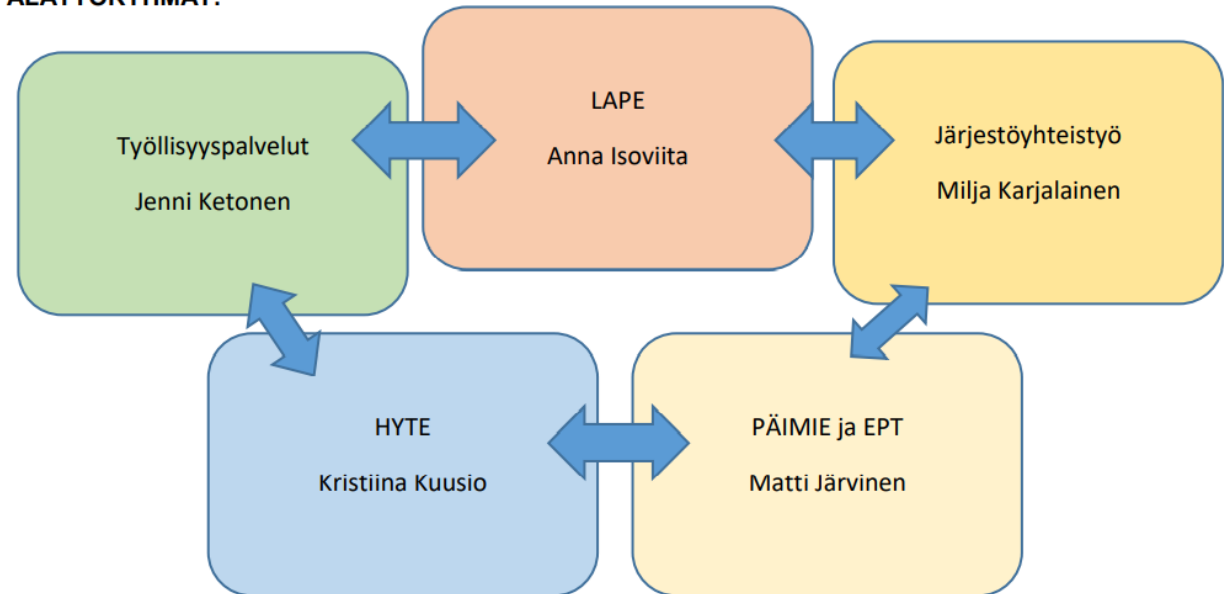 Työllisyyspalvelut
Jenni Ketonen
LAPE
Anna Isoviita
Järjestöyhteistyö
Milja Karjalainen
HYTE
Kristiina Kuusio
PÄIMIE ja EPT
Matti Järvinen